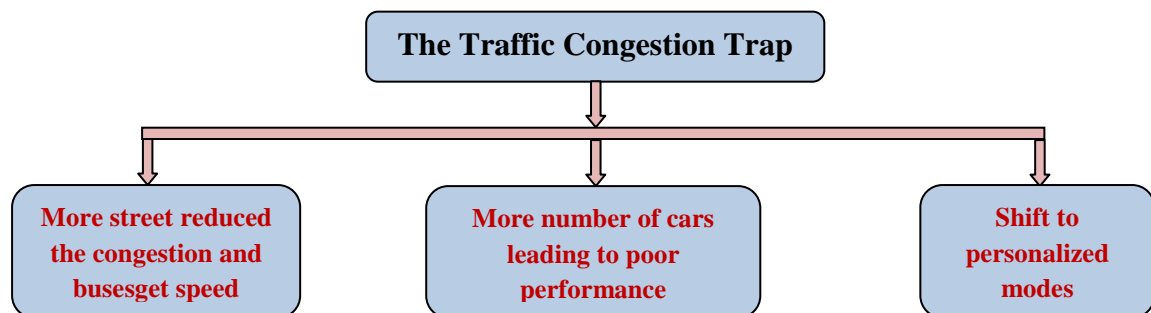 The Traffic Congestion Trap
More street reduced
the congestion and
busesget speed
More number of cars
leading to poor
performance
Shift to
personalized
modes